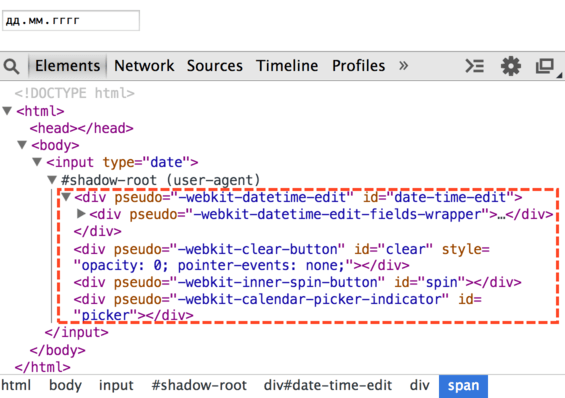 дд.мм.гггг
Elements Network Sources Timeline Profiles »
<!DOCTYPE html>
▼<html>
<head></head>
▼<body>
▼<input type="date">
▼#shadow-root (user-agent)
▼<div pseudo="-webkit-datetime-edit" id="date-time-edit">
▶<div pseudo="-webkit-datetime-edit-fields-wrapper">…</div>
</div>
<div pseudo="-webkit-clear-button" id="clear" style=
"opacity: 0; pointer-events: none;"></div>
<div pseudo="-webkit-inner-spin-button" id="spin"></div>
<div pseudo="-webkit-calendar-picker-indicator" id=
"picker"></div>
</input>
</body>
</html>
html body input #shadow-root div#date-time-edit div span